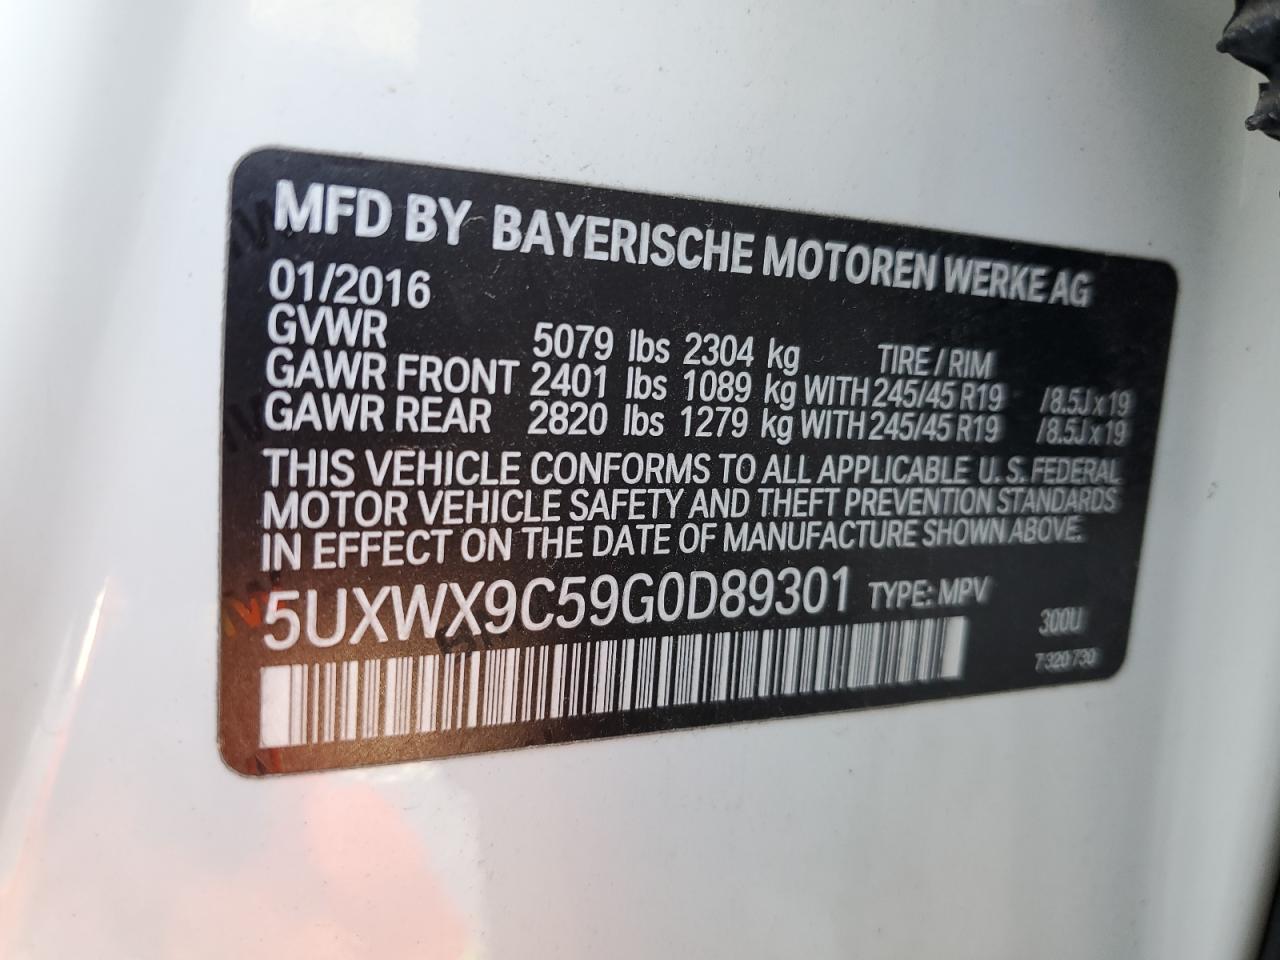 MFD BY BAYERISCHE MOTOREN WERKE AG
01/2016
GVWR 5079 lbs 2304 kg TIRE / RIM
GAWR FRONT 2401 lbs 1089 kg WITH 245/45 R19 /8.5J x 19
GAWR REAR 2820 lbs 1279 kg WITH 245/45 R19 /8.5J x 19
THIS VEHICLE CONFORMS TO ALL APPLICABLE U.S. FEDERAL
MOTOR VEHICLE SAFETY AND THEFT PREVENTION STANDARDS
IN EFFECT ON THE DATE OF MANUFACTURE SHOWN ABOVE.
5UXWX9C59G0D89301 TYPE: MPV
300U
7 320 730